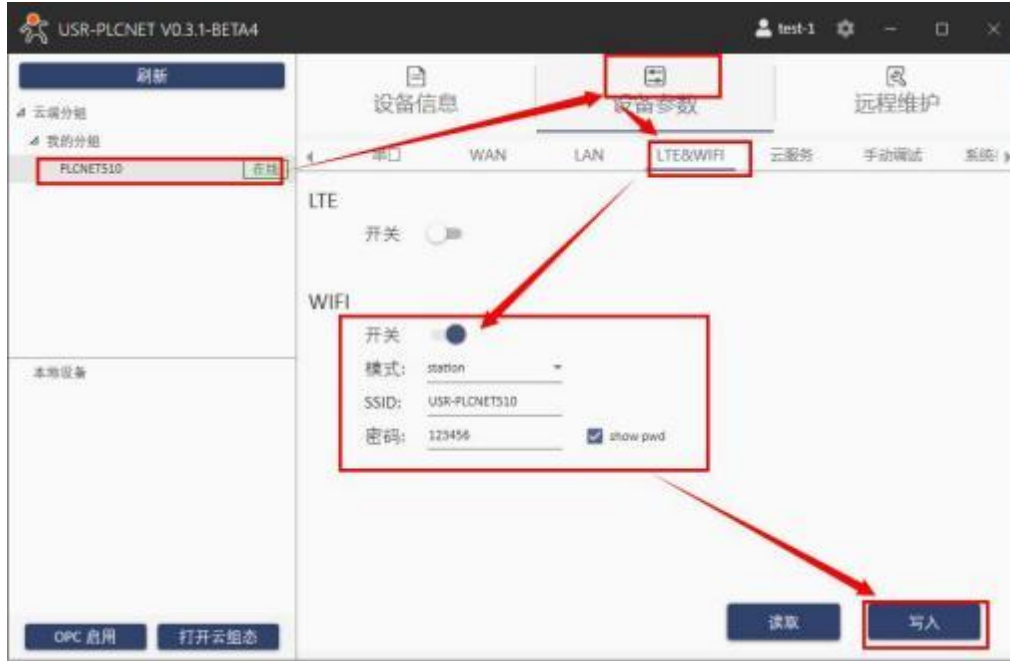 USR-PLCNET V0.3.1-BETA4
test-1
刷新
云端分组
我的分组
PLCNET510 在线
设备信息 设备参数 远程维护
串口 WAN LAN LTE&WIFI 云服务 手动调试 系统
LTE
开关
WIFI
开关
模式: station
SSID: USR-PLCNET510
密码: 123456 show pwd
本地设备
OPC 启用 打开云组态
读取 写入